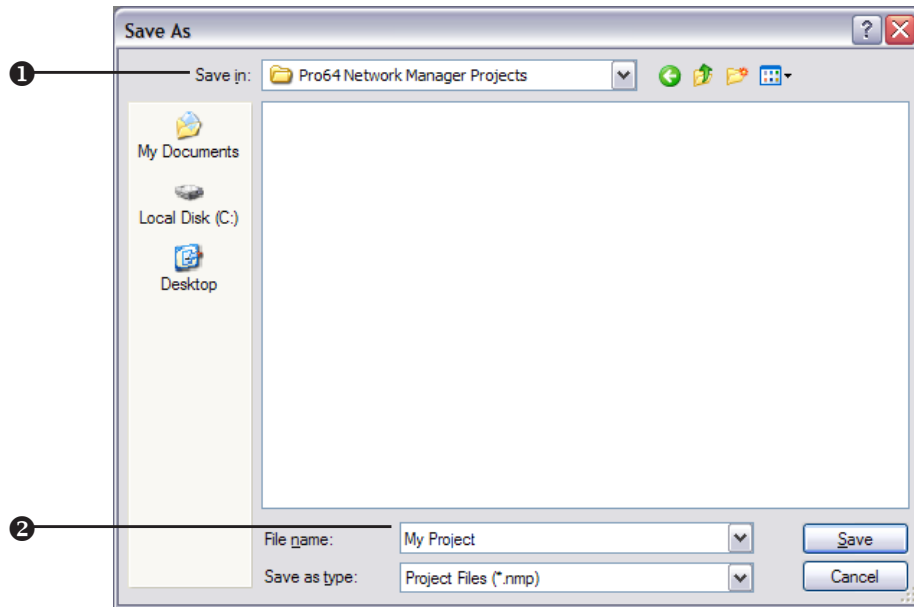 Save As
❶ Save in: Pro64 Network Manager Projects
My Documents
Local Disk (C:)
Desktop
❷ File name: My Project Save
Save as type: Project Files (*.nmp) Cancel